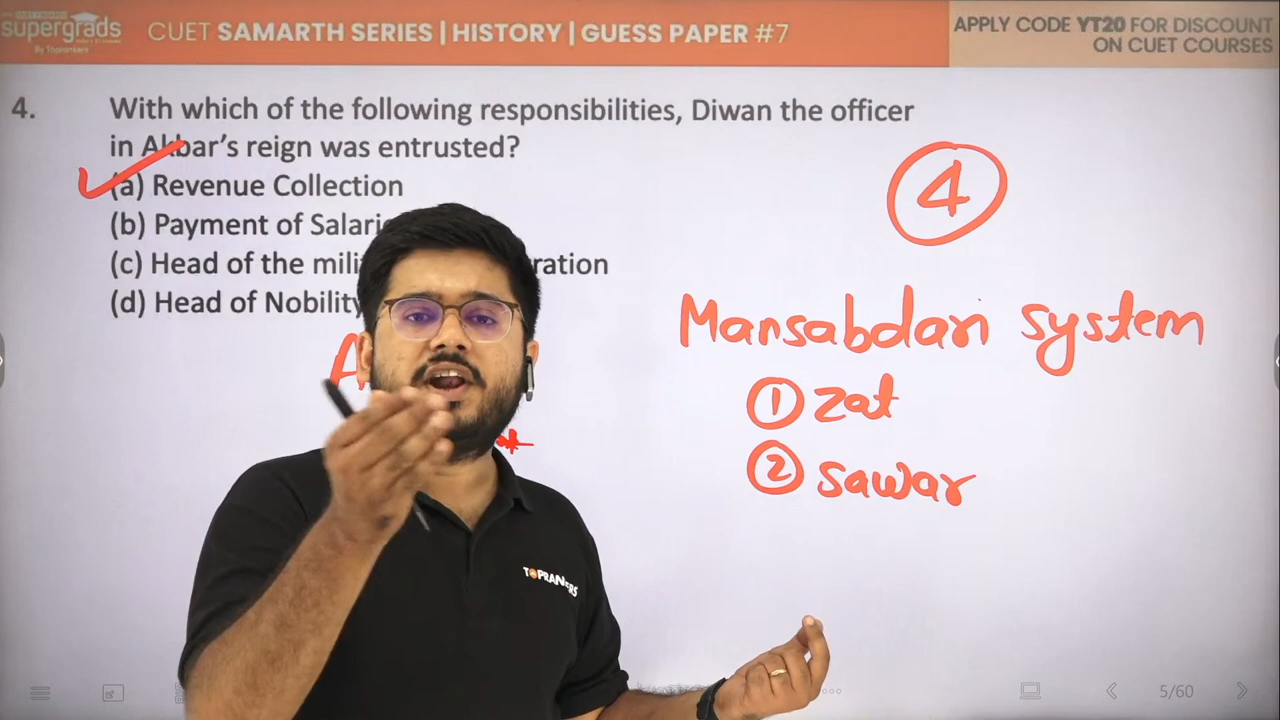 supergrads
By Toprankers
CUET SAMARTH SERIES | HISTORY | GUESS PAPER #7
APPLY CODE YT20 FOR DISCOUNT
ON CUET COURSES
4. With which of the following responsibilities, Diwan the officer
in Akbar's reign was entrusted?
(a) Revenue Collection
(b) Payment of
(c) Head of the
(d) Head of Nobility
4
Mansabdari system
1 Zat
2 Sawar
TOPRANKERS
5/60